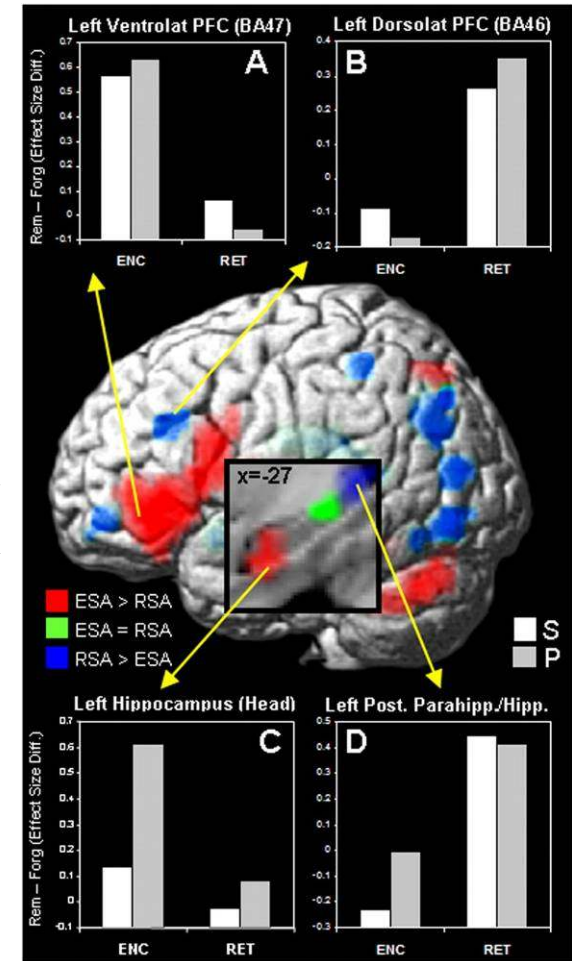 Left Ventrolat PFC (BA47)
A
Rem – Forg (Effect Size Diff.)
0.7
0.6
0.5
0.4
0.3
0.2
0.1
0
-0.1
ENC RET
Left Dorsolat PFC (BA46)
B
0.4
0.3
0.2
0.1
0
-0.1
-0.2
ENC RET
x=-27
ESA > RSA
ESA = RSA
RSA > ESA
S
P
Left Hippocampus (Head)
C
Rem – Forg (Effect Size Diff.)
0.7
0.6
0.5
0.4
0.3
0.2
0.1
0
-0.1
ENC RET
Left Post. Parahipp./Hipp.
D
0.5
0.4
0.3
0.2
0.1
0
-0.1
-0.2
-0.3
ENC RET